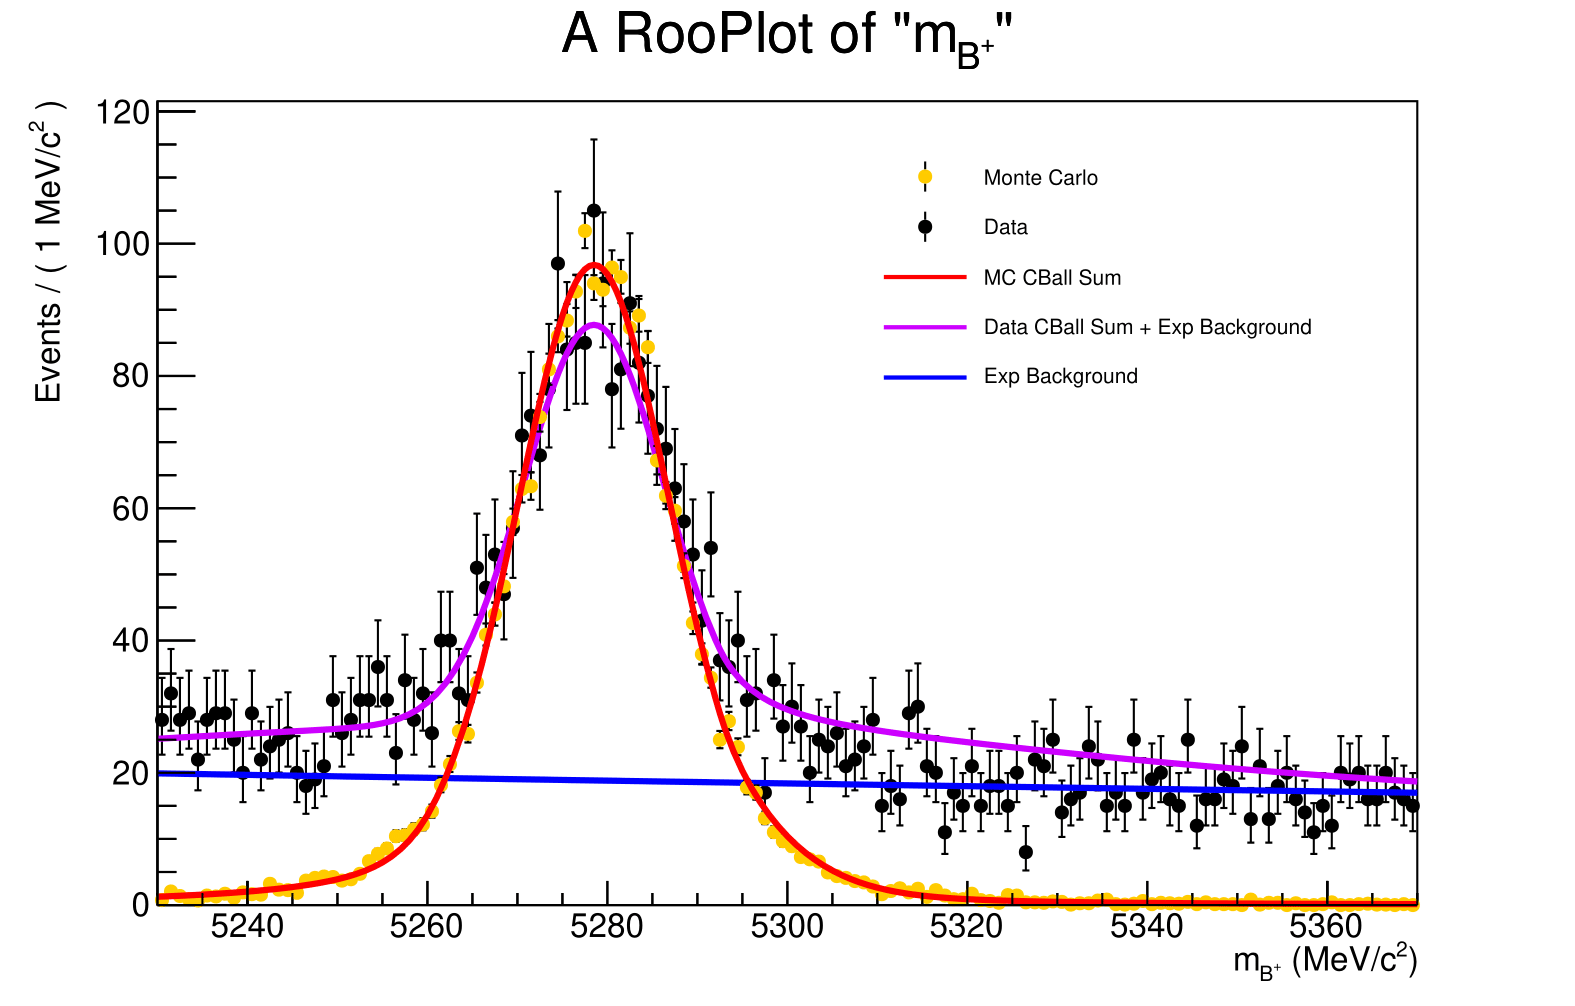 A RooPlot of "m_B⁺"
Events / ( 1 MeV/c² )
120
100
80
60
40
20
0
Monte Carlo
Data
MC CBall Sum
Data CBall Sum + Exp Background
Exp Background
5240 5260 5280 5300 5320 5340 5360
m_B⁺ (MeV/c²)